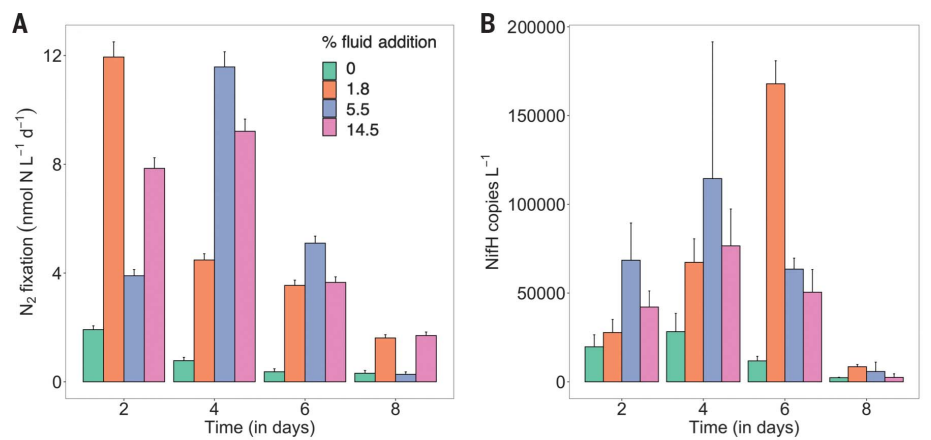 A
N₂ fixation (nmol N L⁻¹ d⁻¹)
12
8
4
0
% fluid addition
0
1.8
5.5
14.5
2 4 6 8
Time (in days)
B
NifH copies L⁻¹
200000
150000
100000
50000
0
2 4 6 8
Time (in days)